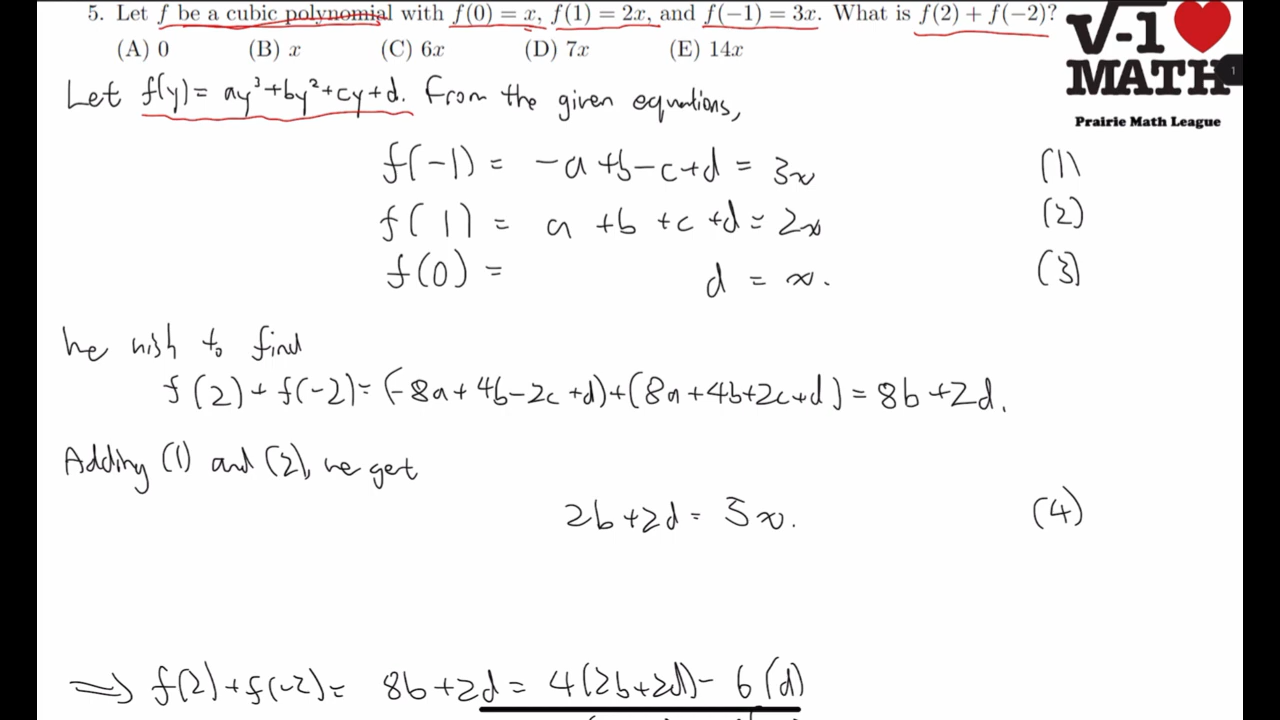 5. Let f be a cubic polynomial with f(0) = x, f(1) = 2x, and f(−1) = 3x. What is f(2) + f(−2)?
(A) 0 (B) x (C) 6x (D) 7x (E) 14x
√-1 ❤
MATH
1
Prairie Math League
Let f(y) = ay³+by²+cy+d. From the given equations,
f(-1) = -a+b-c+d = 3x (1)
f(1) = a+b+c+d = 2x (2)
f(0) = d = x. (3)
We wish to find
f(2)+f(-2) = (-8a+4b-2c+d)+(8a+4b+2c+d) = 8b+2d.
Adding (1) and (2), we get
2b+2d = 5x. (4)
⟹ f(2)+f(-2) = 8b+2d = 4(2b+2d)- 6(d)